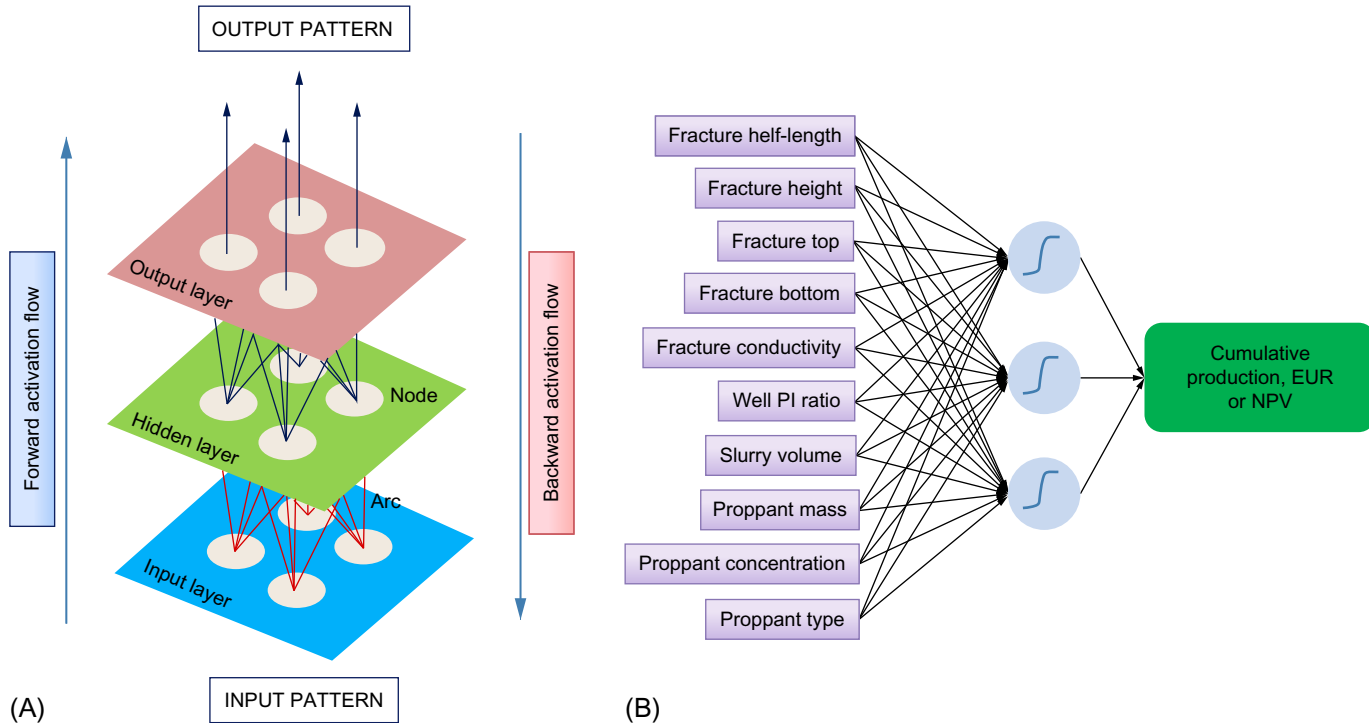 OUTPUT PATTERN
Forward activation flow
Output layer
Hidden layer
Node
Input layer
Arc
Backward activation flow
INPUT PATTERN
(A)
Fracture helf-length
Fracture height
Fracture top
Fracture bottom
Fracture conductivity
Well PI ratio
Slurry volume
Proppant mass
Proppant concentration
Proppant type
Cumulative
production, EUR
or NPV
(B)